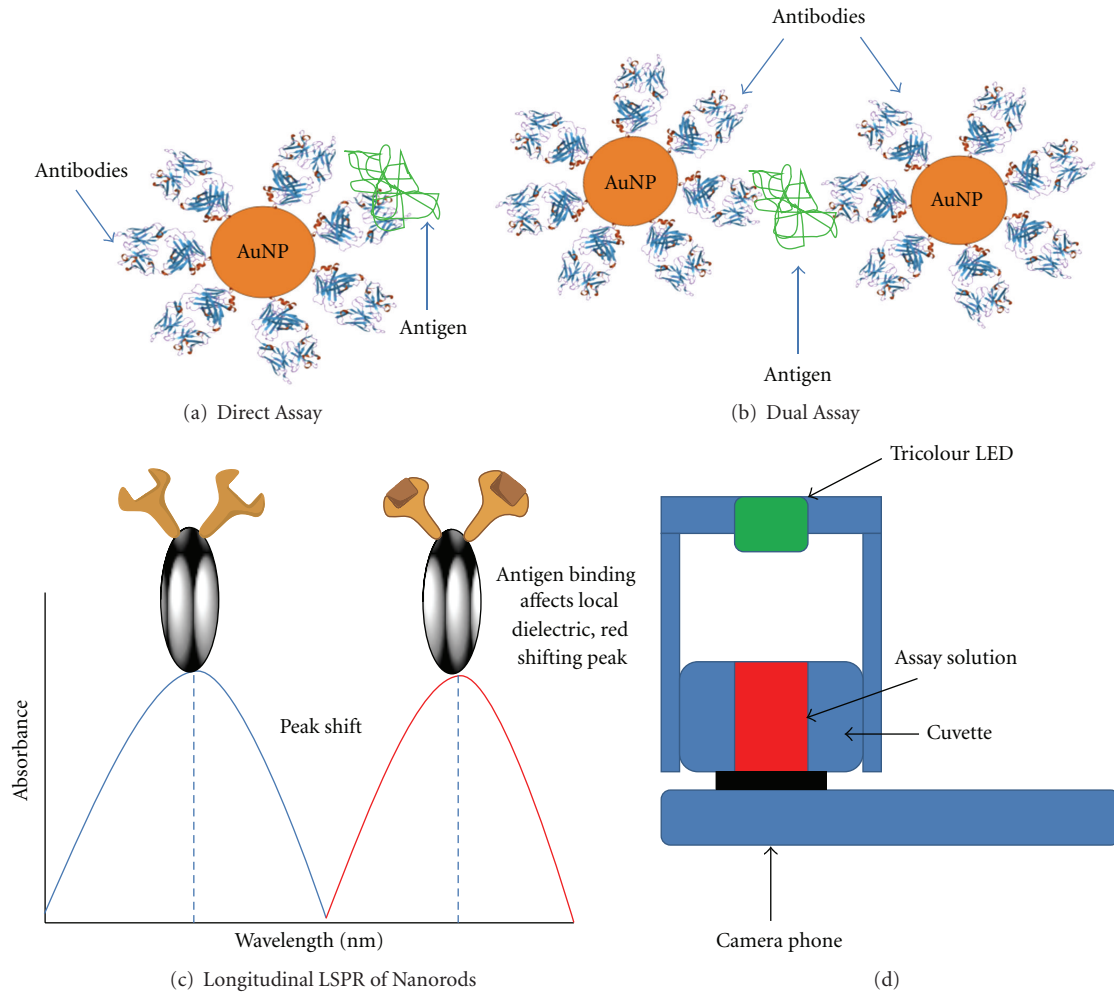 Antibodies
AuNP
Antigen
(a) Direct Assay
Antibodies
AuNP
AuNP
Antigen
(b) Dual Assay
Absorbance
Peak shift
Antigen binding
affects local
dielectric, red
shifting peak
Wavelength (nm)
(c) Longitudinal LSPR of Nanorods
Tricolour LED
Assay solution
Cuvette
Camera phone
(d)